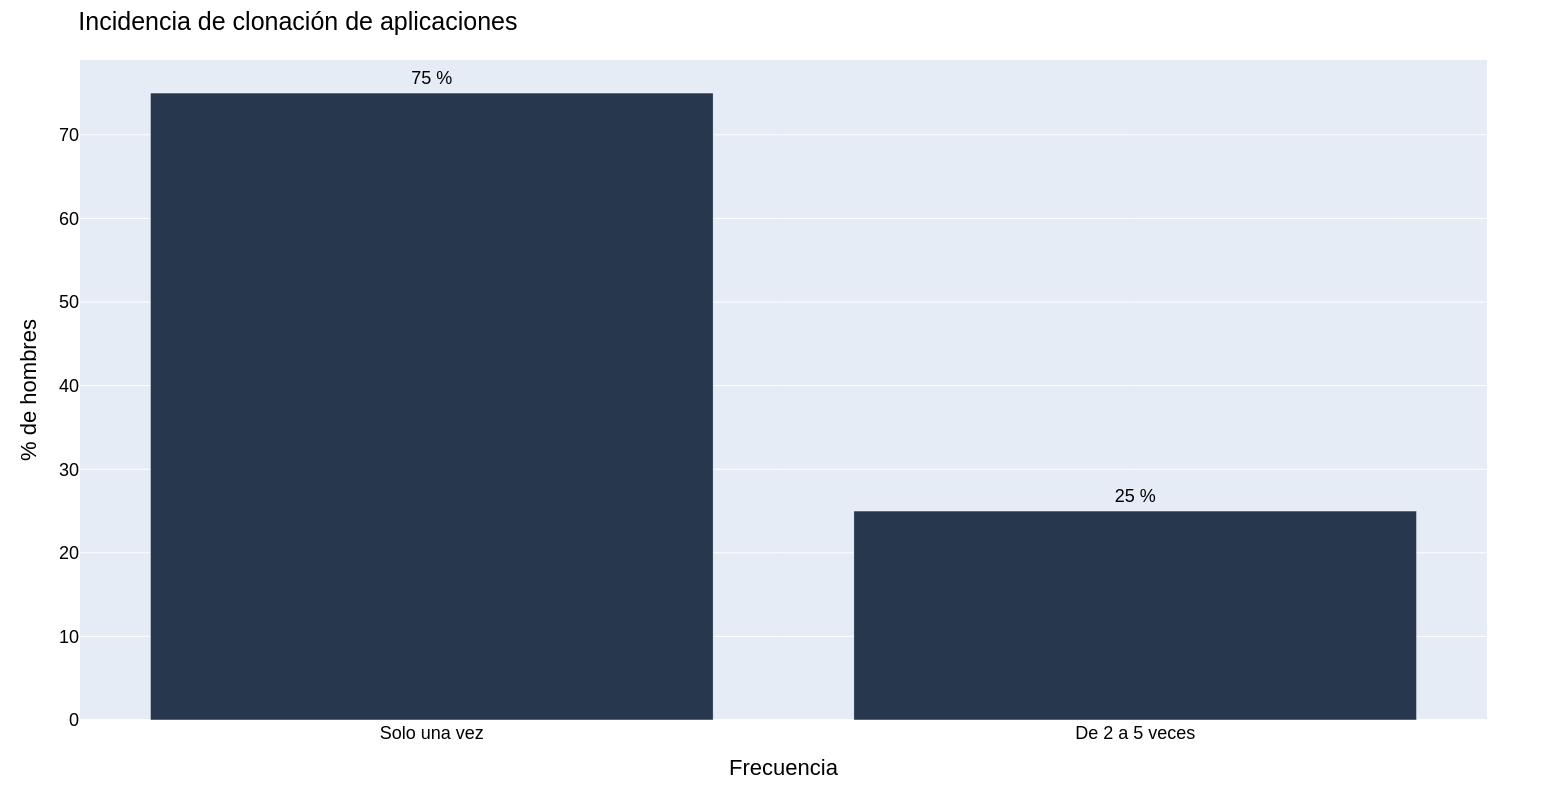 Incidencia de clonación de aplicaciones
75 %
25 %
70
60
50
40
30
20
10
0
% de hombres
Solo una vez
De 2 a 5 veces
Frecuencia